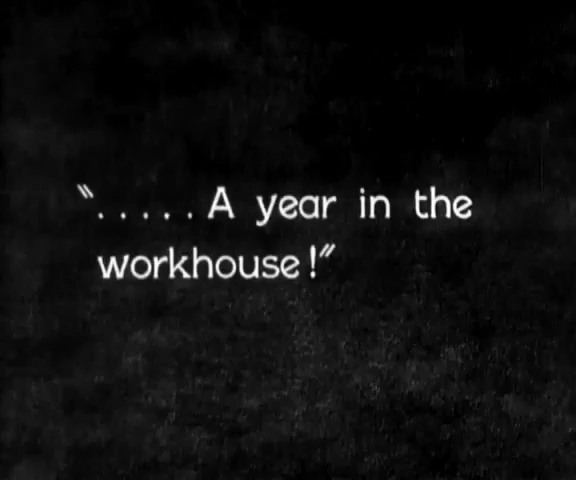 “.....A year in the
workhouse!”